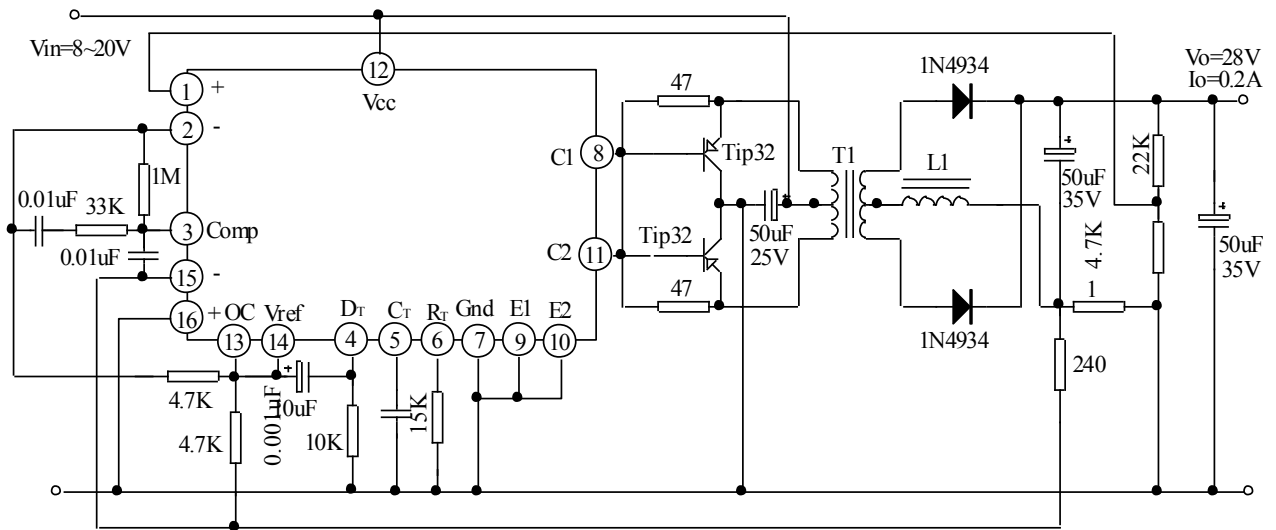 Vin=8~20V
12
Vcc
1
+
2
-
1M
0.01uF
33K
3
Comp
0.01uF
15
-
16
+
OC
Vref
DT
CT
RT
Gnd
E1
E2
13
14
4
5
6
7
9
10
C1
8
C2
11
47
Tip32
Tip32
47
50uF
25V
T1
1N4934
L1
1N4934
Vo=28V
Io=0.2A
50uF
35V
22K
4.7K
1
240
50uF
35V
4.7K
4.7K
0.001uF
10uF
10K
15K
+
+
+
+